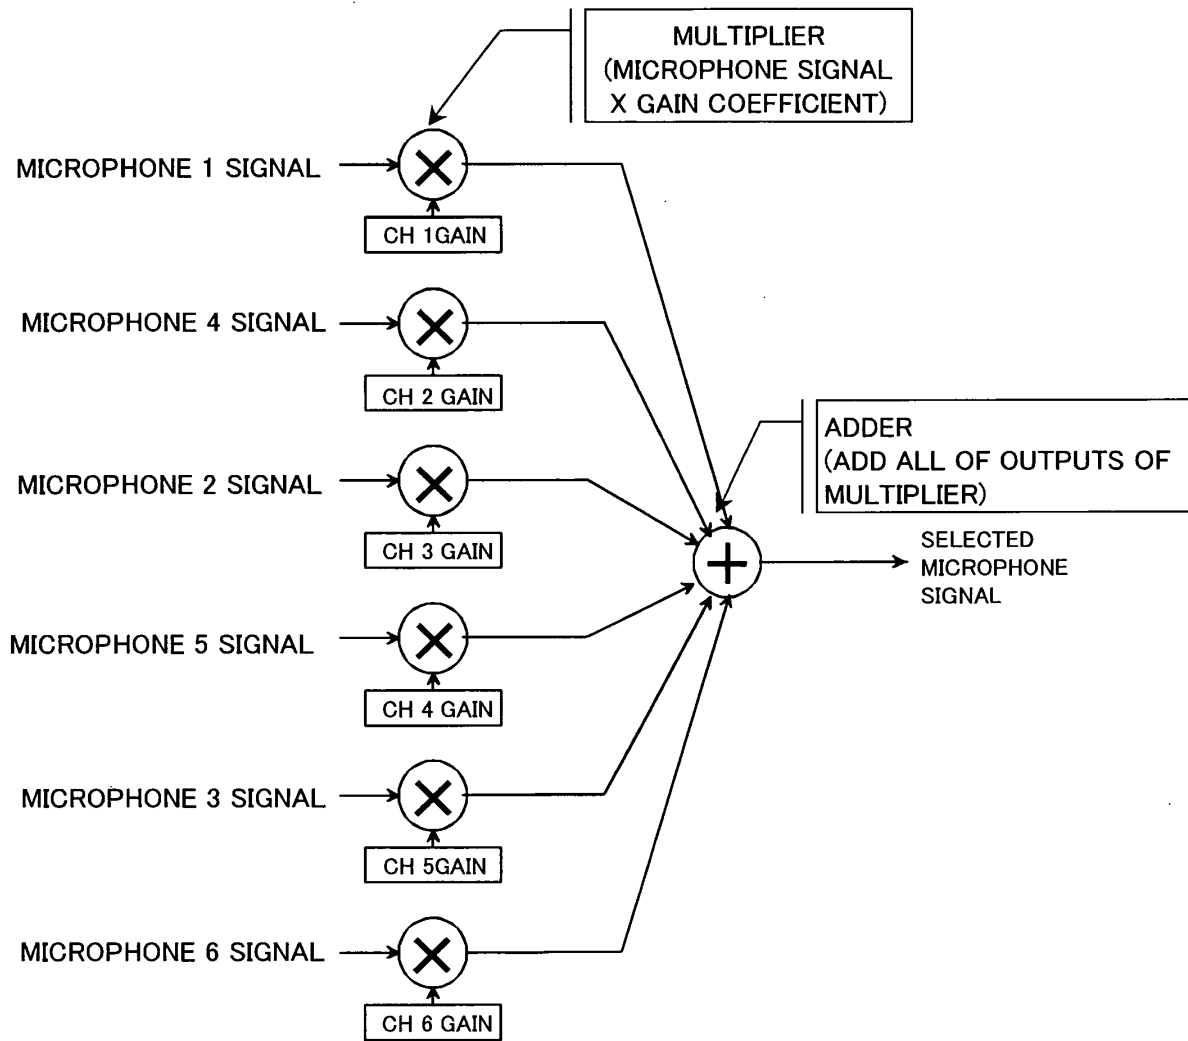 MULTIPLIER
(MICROPHONE SIGNAL
X GAIN COEFFICIENT)
MICROPHONE 1 SIGNAL
CH 1GAIN
MICROPHONE 4 SIGNAL
CH 2 GAIN
ADDER
(ADD ALL OF OUTPUTS OF
MULTIPLIER)
MICROPHONE 2 SIGNAL
CH 3 GAIN
SELECTED
MICROPHONE
SIGNAL
MICROPHONE 5 SIGNAL
CH 4 GAIN
MICROPHONE 3 SIGNAL
CH 5GAIN
MICROPHONE 6 SIGNAL
CH 6 GAIN